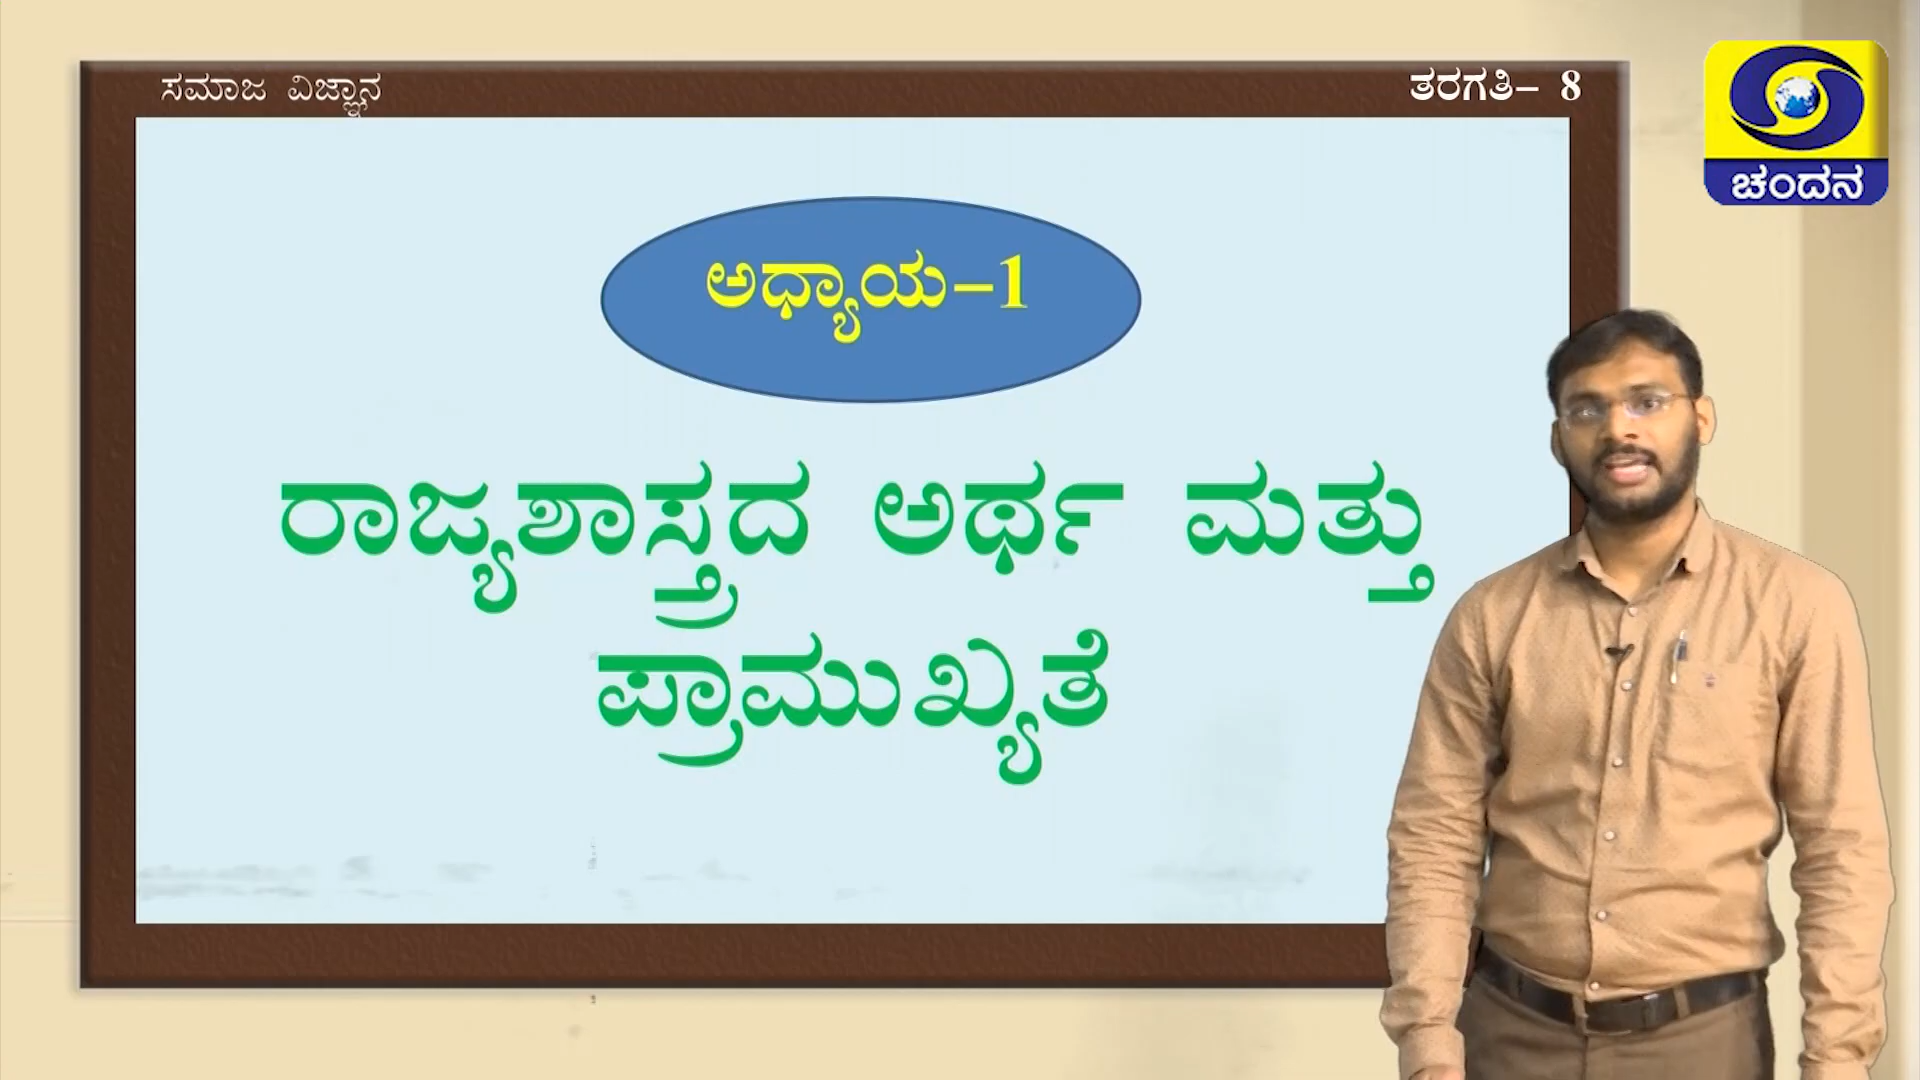 ಸಮಾಜ ವಿಜ್ಞಾನ
ತರಗತಿ– 8
ಚಂದನ
ಅಧ್ಯಾಯ–1
ರಾಜ್ಯಶಾಸ್ತ್ರದ ಅರ್ಥ ಮತ್ತು
ಪ್ರಾಮುಖ್ಯತೆ